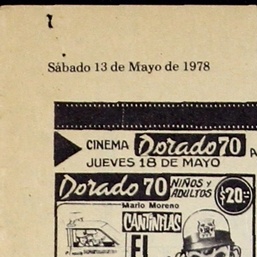 Sábado 13 de Mayo de 1978
CINEMA Dorado 70
JUEVES 18 DE MAYO
Dorado 70 NIÑOS y ADULTOS $20:-
Mario Moreno
CANTINFLAS
EL